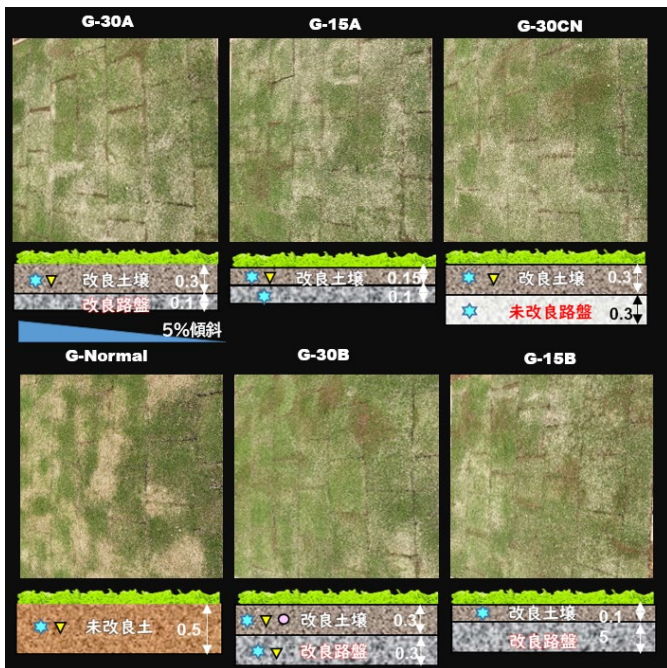 G-30A
G-15A
G-30CN
改良土壌 0.3
改良路盤 0.1
改良土壌 0.15
0.1
改良土壌 0.3
未改良路盤 0.3
5%傾斜
G-Normal
G-30B
G-15B
未改良土 0.5
改良土壌 0.3
改良路盤 0.3
改良土壌 0.1
改良路盤 5